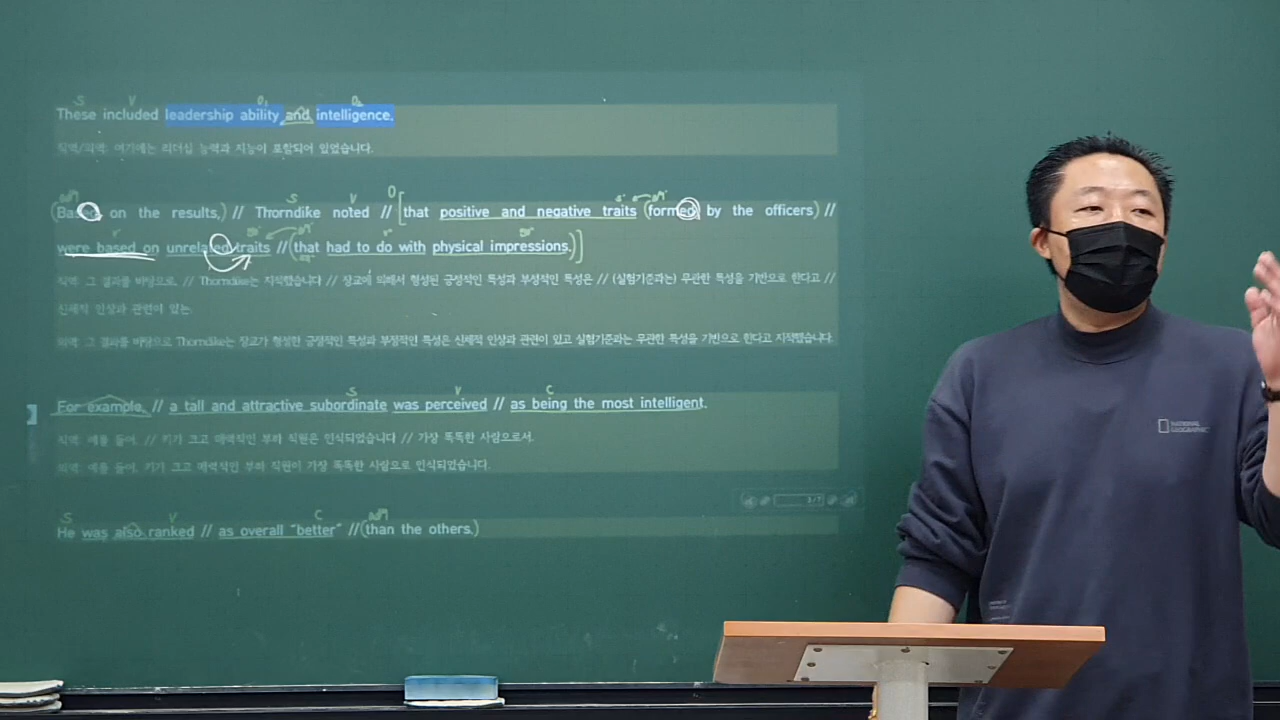 These included leadership ability and intelligence.
직역/의역: 여기에는 리더십 능력과 지능이 포함되어 있었습니다.
(Based on the results,) // Thorndike noted // [that positive and negative traits (formed by the officers) //
were based on unrelated traits // (that had to do with physical impressions.)]
직역: 그 결과를 바탕으로, // Thorndike는 지적했습니다 // 장교에 의해서 형성된 긍정적인 특성과 부정적인 특성은 // (실험기준과는) 무관한 특성을 기반으로 한다고 //
신체적 인상과 관련이 있는.
의역: 그 결과를 바탕으로 Thorndike는 장교가 형성한 긍정적인 특성과 부정적인 특성은 신체적 인상과 관련이 있고 실험기준과는 무관한 특성을 기반으로 한다고 지적했습니다.
S V C
For example, // a tall and attractive subordinate was perceived // as being the most intelligent.
직역: 예를 들어, // 키가 크고 매력적인 부하 직원은 인식되었습니다 // 가장 똑똑한 사람으로서.
의역: 예를 들어, 키가 크고 매력적인 부하 직원이 가장 똑똑한 사람으로 인식되었습니다.
S V C
He was also ranked // as overall "better" // (than the others.)
NATIONAL
GEOGRAPHIC